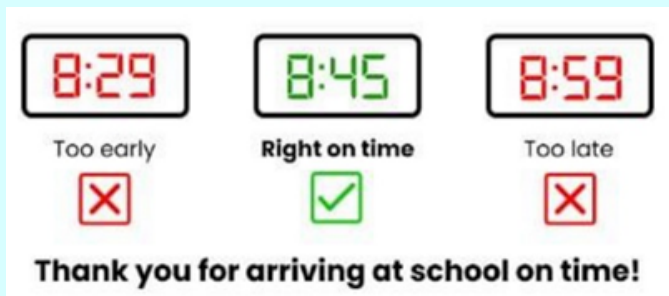 8:29 8:45 8:59
Too early Right on time Too late
Thank you for arriving at school on time!